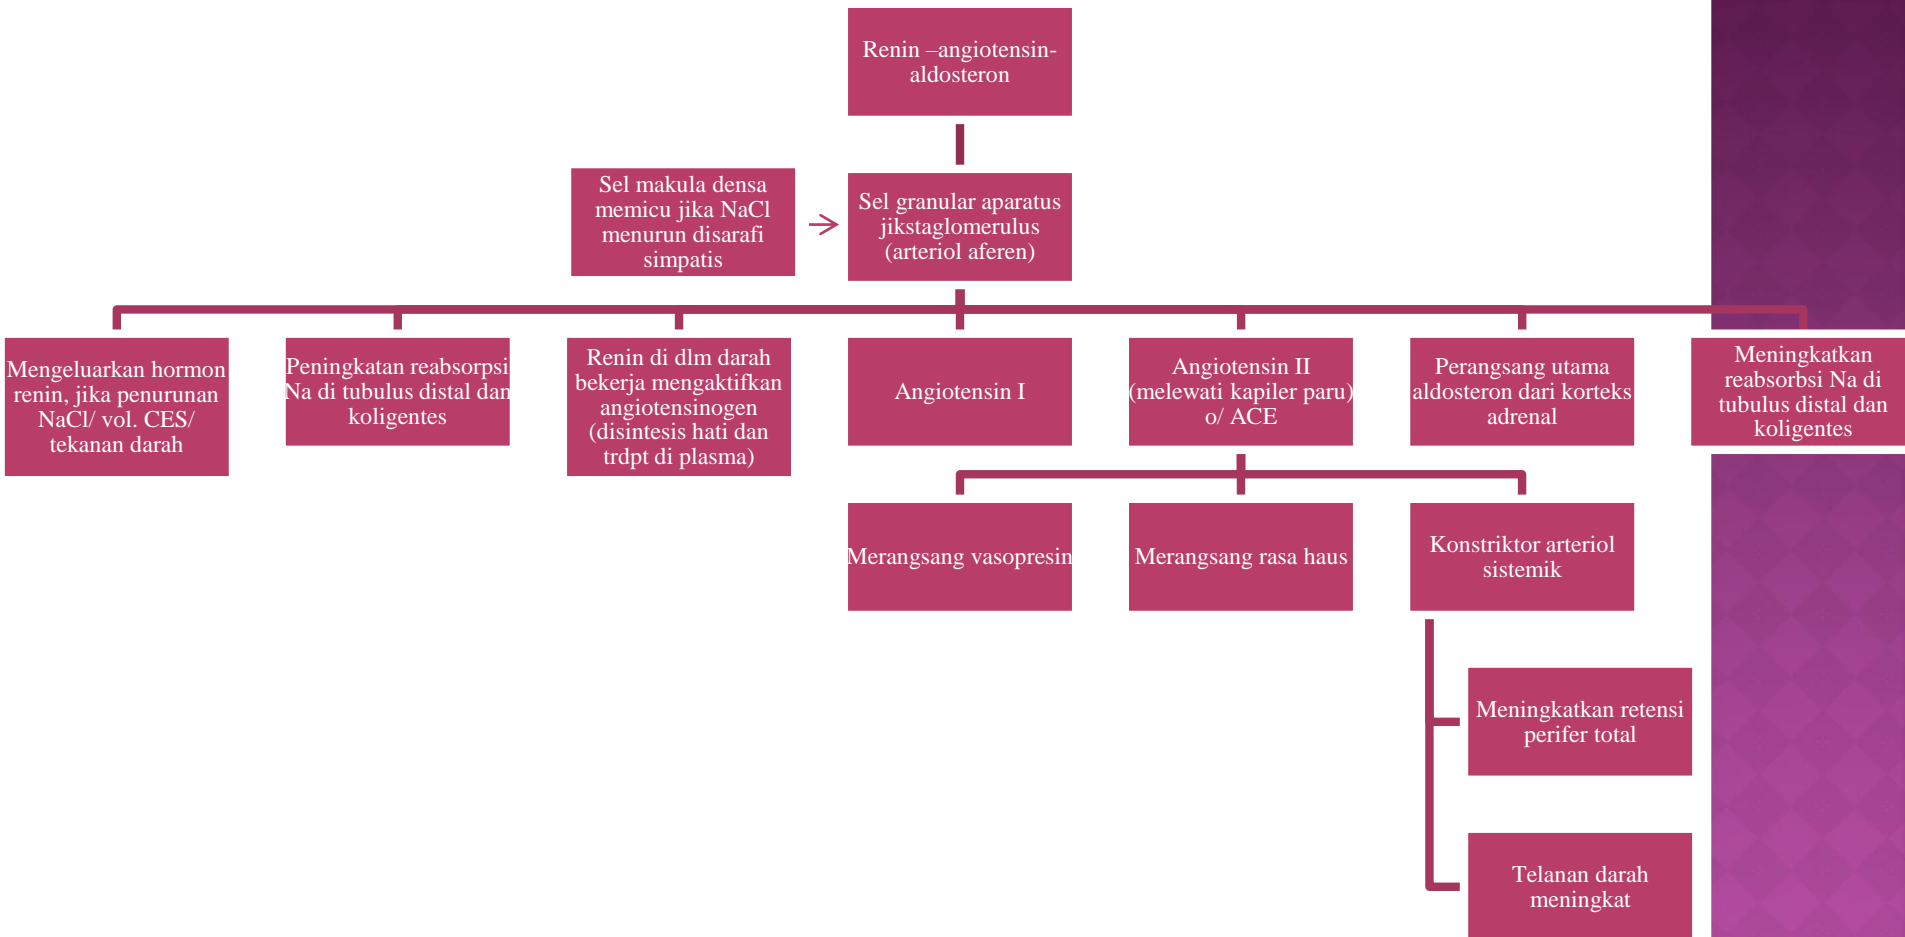 Renin –angiotensin-
aldosteron
Sel makula densa
memicu jika NaCl
menurun disarafi
simpatis
Sel granular aparatus
jikstaglomerulus
(arteriol aferen)
Mengeluarkan hormon
renin, jika penurunan
NaCl/ vol. CES/
tekanan darah
Peningkatan reabsorpsi
Na di tubulus distal dan
koligentes
Renin di dlm darah
bekerja mengaktifkan
angiotensinogen
(disintesis hati dan
trdpt di plasma)
Angiotensin I
Angiotensin II
(melewati kapiler paru)
o/ ACE
Perangsang utama
aldosteron dari korteks
adrenal
Meningkatkan
reabsorbsi Na di
tubulus distal dan
koligentes
Merangsang vasopresin
Merangsang rasa haus
Konstriktor arteriol
sistemik
Meningkatkan retensi
perifer total
Telanan darah
meningkat